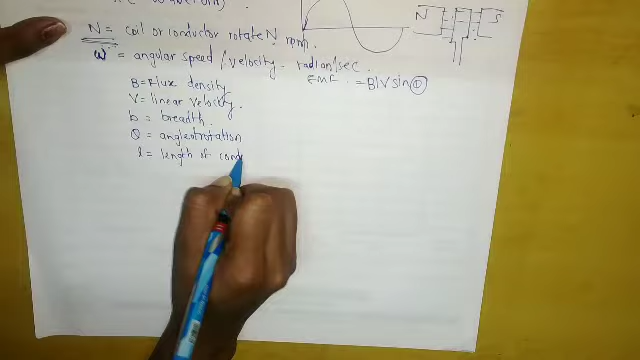 N = coil or conductor rotate N rpm.
ω = angular speed / velocity - radian/sec.
EMF = BlV sin θ
N S
B = Flux density
V = linear velocity.
b = breadth.
θ = angle of rotation
l = length of cond